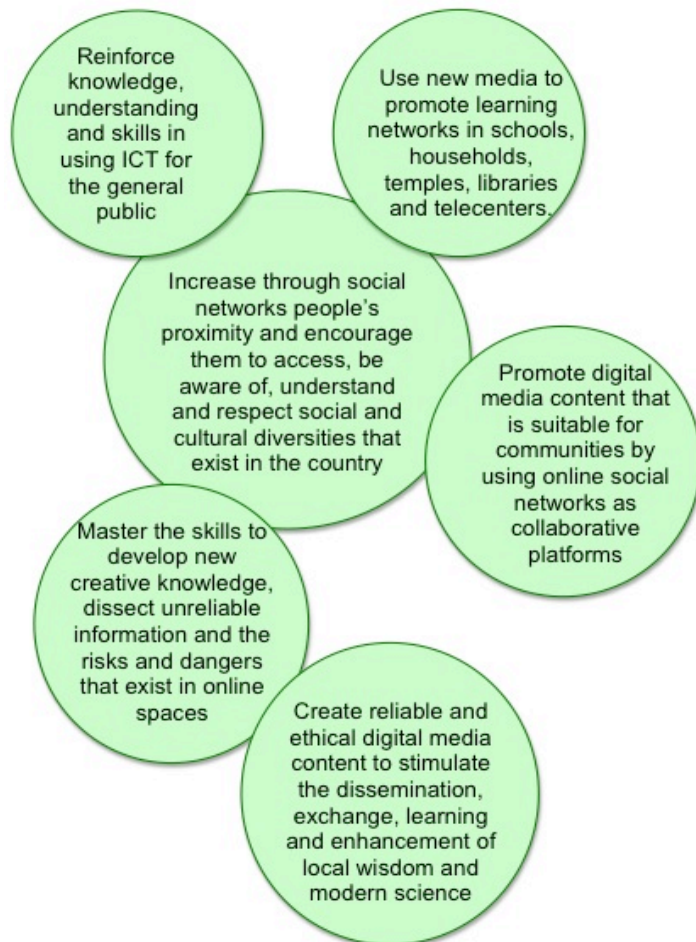 Reinforce
knowledge,
understanding
and skills in
using ICT for
the general
public
Use new media to
promote learning
networks in schools,
households,
temples, libraries
and telecenters.
Increase through social
networks people's
proximity and encourage
them to access, be
aware of, understand
and respect social and
cultural diversities that
exist in the country
Promote digital
media content that
is suitable for
communities by
using online social
networks as
collaborative
platforms
Master the skills to
develop new
creative knowledge,
dissect unreliable
information and the
risks and dangers
that exist in online
spaces
Create reliable and
ethical digital media
content to stimulate
the dissemination,
exchange, learning
and enhancement of
local wisdom and
modern science